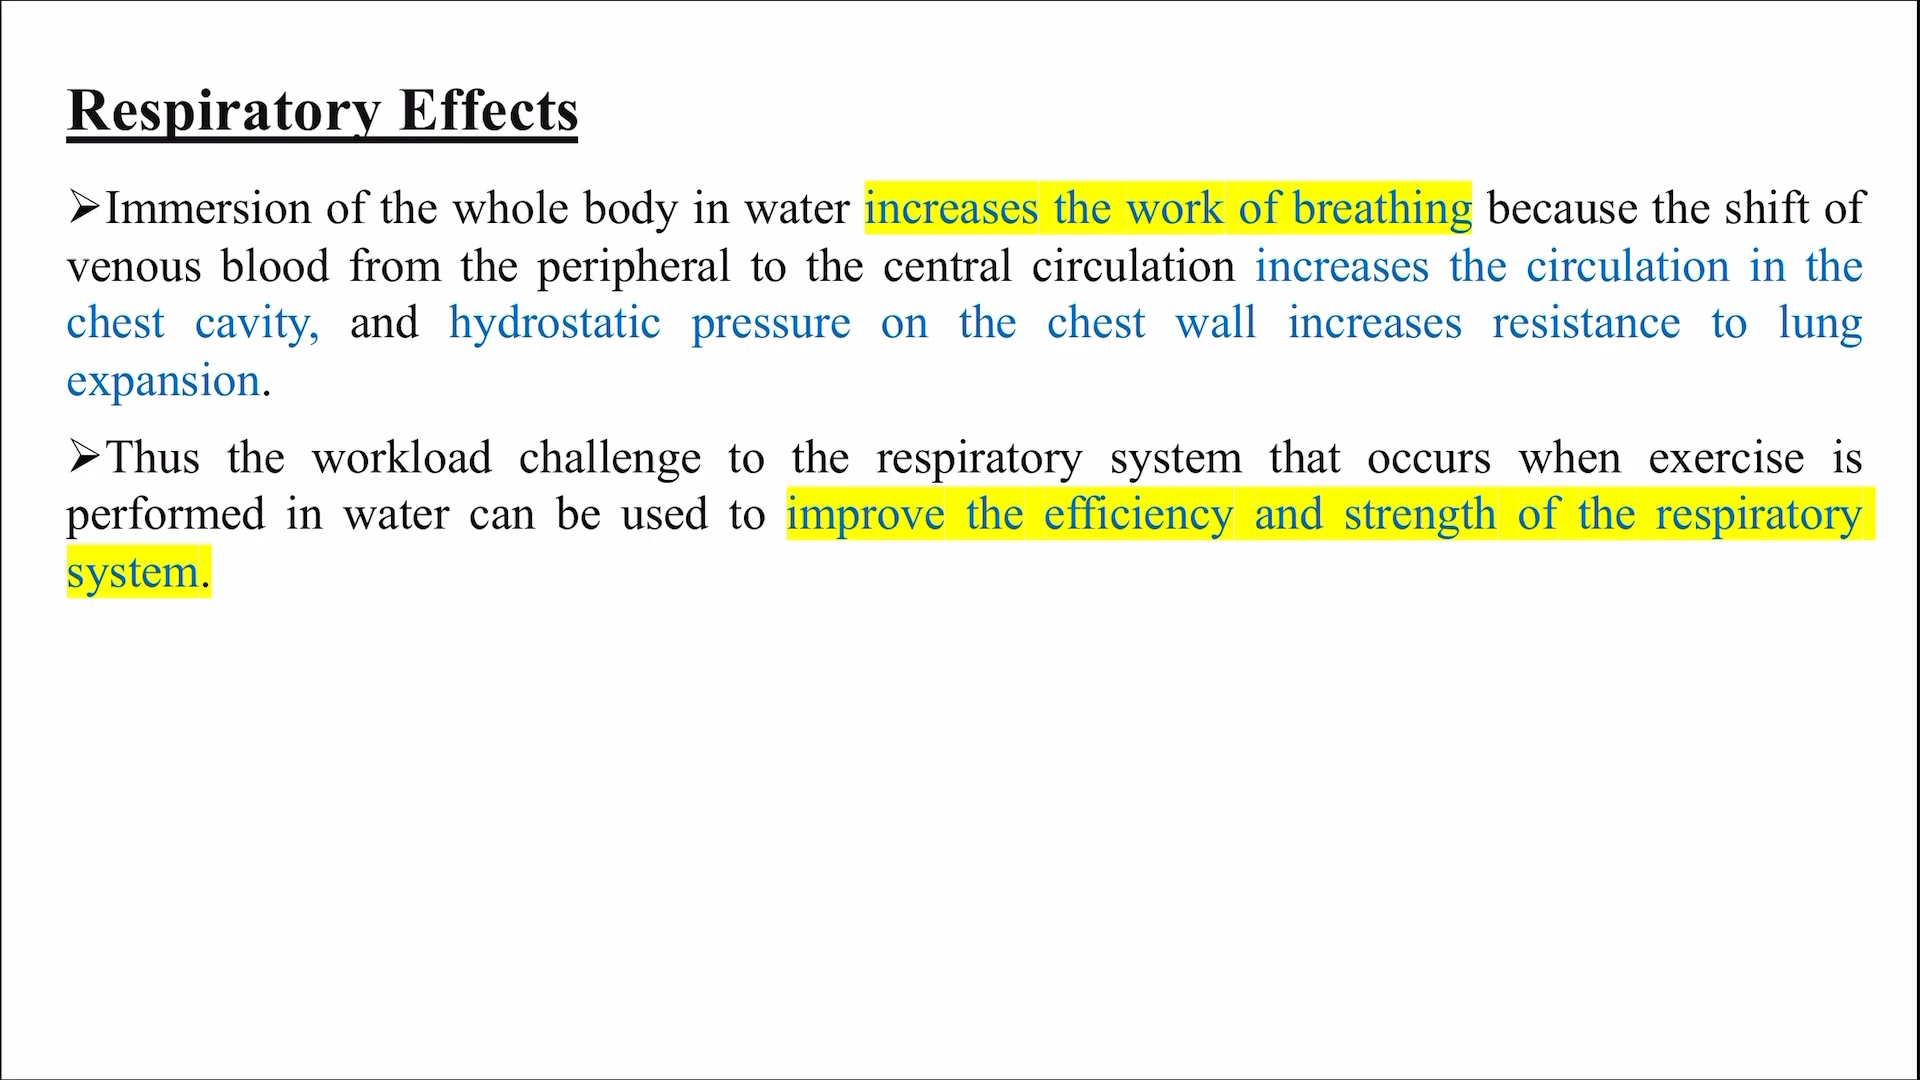 Respiratory Effects
➢Immersion of the whole body in water increases the work of breathing because the shift of
venous blood from the peripheral to the central circulation increases the circulation in the
chest cavity, and hydrostatic pressure on the chest wall increases resistance to lung
expansion.
➢Thus the workload challenge to the respiratory system that occurs when exercise is
performed in water can be used to improve the efficiency and strength of the respiratory
system.